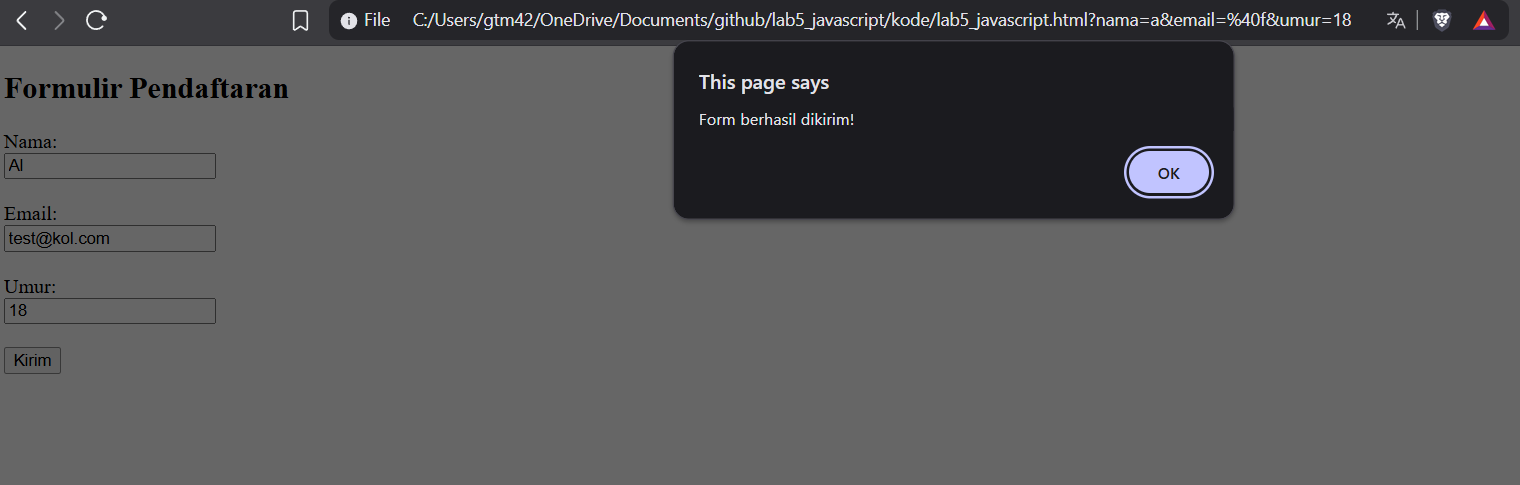 File C:/Users/gtm42/OneDrive/Documents/github/lab5_javascript/kode/lab5_javascript.html?nama=a&email=%40f&umur=18
This page says
Form berhasil dikirim!
OK
Formulir Pendaftaran
Nama:
Al
Email:
test@kol.com
Umur:
18
Kirim